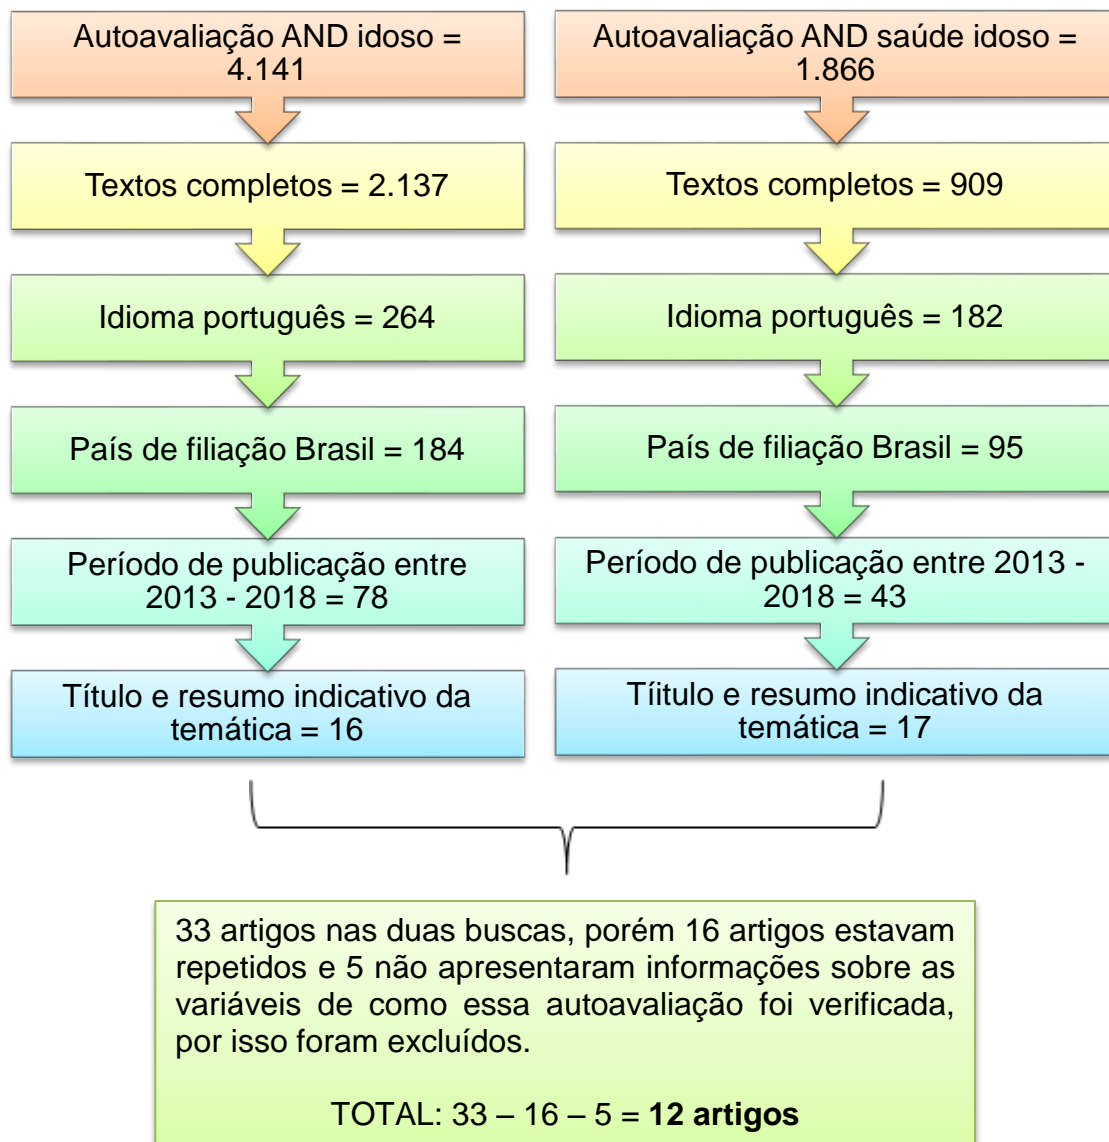 Autoavaliação AND idoso =
4.141
Textos completos = 2.137
Idioma português = 264
País de filiação Brasil = 184
Período de publicação entre
2013 - 2018 = 78
Título e resumo indicativo da
temática = 16
Autoavaliação AND saúde idoso =
1.866
Textos completos = 909
Idioma português = 182
País de filiação Brasil = 95
Período de publicação entre 2013 -
2018 = 43
Tíitulo e resumo indicativo da
temática = 17
33 artigos nas duas buscas, porém 16 artigos estavam
repetidos e 5 não apresentaram informações sobre as
variáveis de como essa autoavaliação foi verificada,
por isso foram excluídos.
TOTAL: 33 – 16 – 5 = 12 artigos